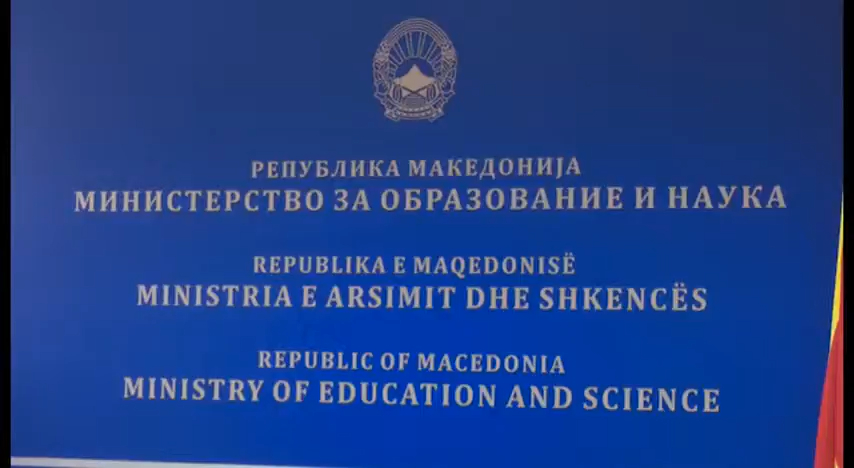 РЕПУБЛИКА МАКЕДОНИЈА
МИНИСТЕРСТВО ЗА ОБРАЗОВАНИЕ И НАУКА
REPUBLIKA E MAQEDONISË
MINISTRIA E ARSIMIT DHE SHKENCËS
REPUBLIC OF MACEDONIA
MINISTRY OF EDUCATION AND SCIENCE